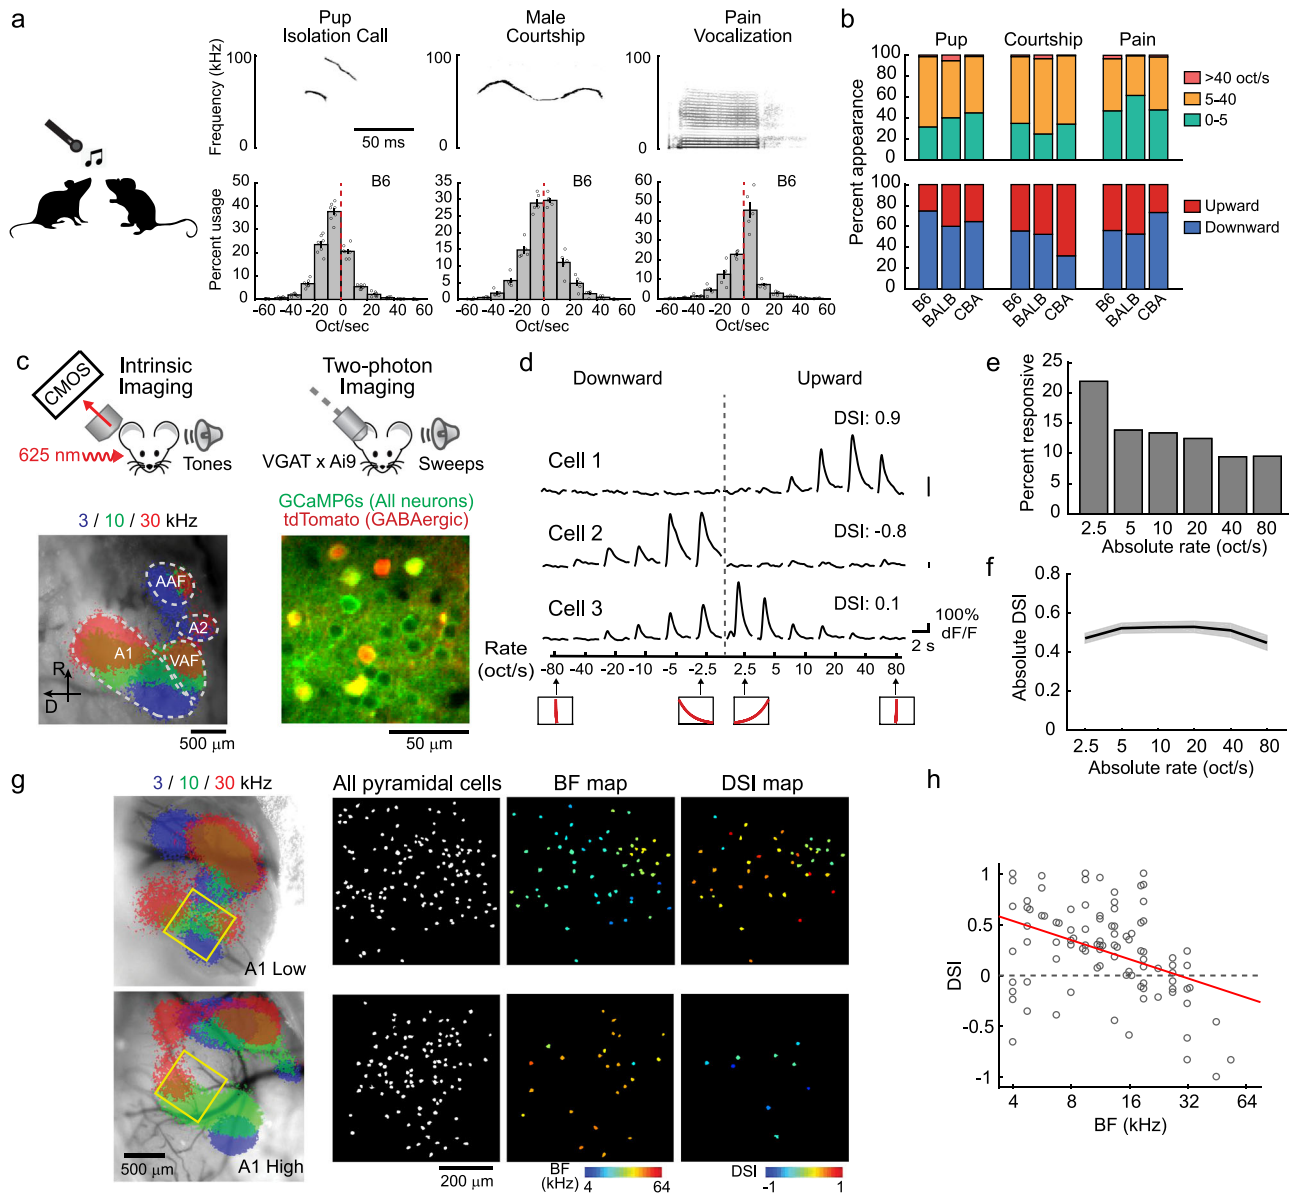 a
Pup
Isolation Call
Male
Courtship
Pain
Vocalization
Frequency (kHz)
100
0
50 ms
100
0
100
0
Percent usage
50
40
30
20
10
0
B6
-60 -40 -20 0 20 40 60
Oct/sec
35
30
25
20
15
10
5
0
B6
-60 -40 -20 0 20 40 60
Oct/sec
60
50
40
30
20
10
0
B6
-60 -40 -20 0 20 40 60
Oct/sec
b
Pup Courtship Pain
Percent appearance
100
80
60
40
20
0
>40 oct/s
5-40
0-5
100
80
60
40
20
0
Upward
Downward
B6 BALB CBA B6 BALB CBA B6 BALB CBA
c
CMOS
Intrinsic
Imaging
625 nm
Tones
Two-photon
Imaging
VGAT x Ai9
Sweeps
3 / 10 / 30 kHz
AAF
A2
A1
VAF
R
D
500 µm
GCaMP6s (All neurons)
tdTomato (GABAergic)
50 µm
d
Downward Upward
DSI: 0.9
Cell 1
Cell 2
DSI: -0.8
Cell 3
DSI: 0.1
100%
dF/F
2 s
Rate
(oct/s)
-80 -40 -20 -10 -5 -2.5 2.5 5 10 20 40 80
e
Percent responsive
25
20
15
10
5
0
2.5 5 10 20 40 80
Absolute rate (oct/s)
f
Absolute DSI
0.8
0.6
0.4
0.2
0
2.5 5 10 20 40 80
Absolute rate (oct/s)
g
3 / 10 / 30 kHz
All pyramidal cells
BF map
DSI map
A1 Low
A1 High
500 µm
200 µm
BF
(kHz)
4 64
DSI
-1 1
h
DSI
1
0.5
0
-0.5
-1
4 8 16 32 64
BF (kHz)